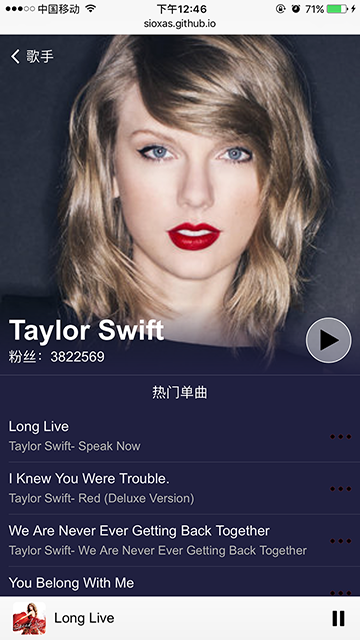 中国移动 下午12:46 71%
sioxas.github.io
歌手
Taylor Swift
粉丝：3822569
热门单曲
Long Live
Taylor Swift- Speak Now
I Knew You Were Trouble.
Taylor Swift- Red (Deluxe Version)
We Are Never Ever Getting Back Together
Taylor Swift- We Are Never Ever Getting Back Together
You Belong With Me
Long Live